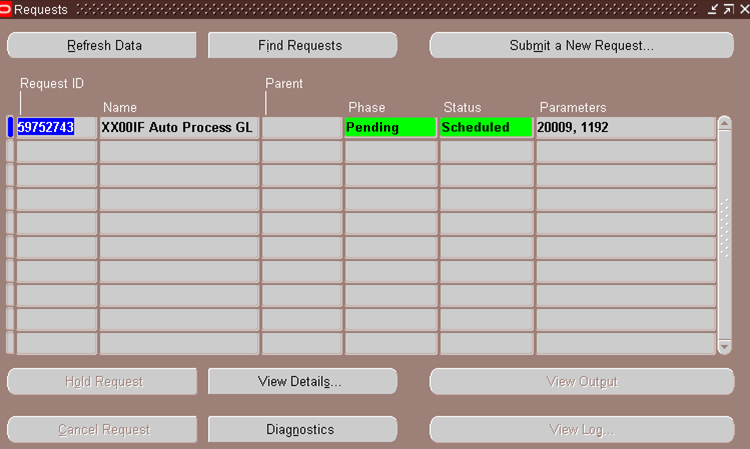 Requests
Refresh Data Find Requests Submit a New Request...
Request ID Parent
Name Phase Status Parameters
59752743 XX00IF Auto Process GL Pending Scheduled 20009, 1192
Hold Request View Details... View Output
Cancel Request Diagnostics View Log...